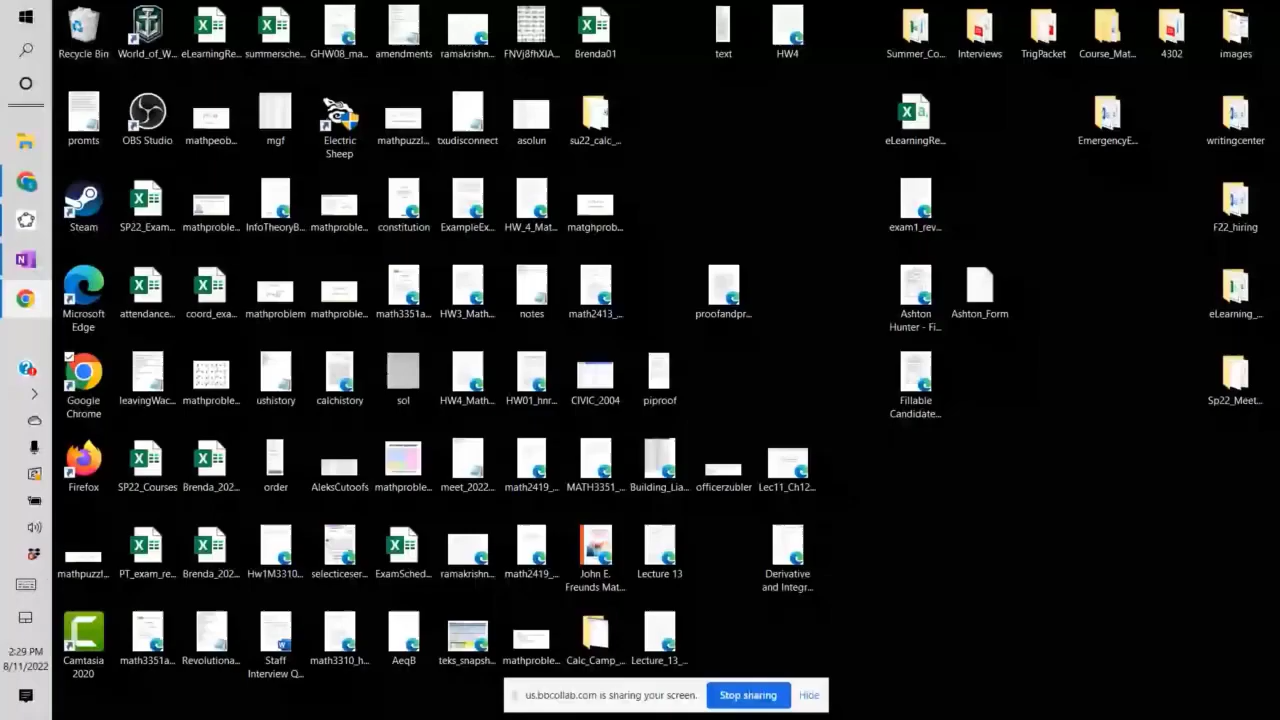 Recycle Bin
World_of_W...
eLearningRe...
summersche...
GHW08_ma...
amendments
ramakrishn...
FNVj8fhXIA...
Brenda01
text
HW4
Summer_Co...
Interviews
TrigPacket
Course_Mat...
4302
images
promts
OBS Studio
mathpeob...
mgf
Electric
Sheep
mathpuzzl...
txudisconnect
asolun
su22_calc_...
eLearningRe...
EmergencyE...
writingcenter
Steam
SP22_Exam...
mathproble...
InfoTheoryB...
mathproble...
constitution
ExampleEx...
HW_4_Mat...
matghprob...
exam1_rev...
F22_hiring
Microsoft
Edge
attendance...
coord_exa...
mathproblem
mathproble...
math3351a...
HW3_Math...
notes
math2413_...
proofandpr...
Ashton
Hunter - Fi...
Ashton_Form
eLearning_...
Google
Chrome
leavingWac...
mathproble...
ushistory
calchistory
sol
HW4_Math...
HW01_hnr...
CIVIC_2004
piproof
Fillable
Candidate...
Sp22_Meet...
Firefox
SP22_Courses
Brenda_202...
order
AleksCutoofs
mathproble...
meet_2022...
math2419_...
MATH3351_...
Building_Lia...
officerzubler
Lec11_Ch12...
mathpuzzl...
PT_exam_re...
Brenda_202...
Hw1M3310...
selecticeser...
ExamSched...
ramakrishn...
math2419_...
John E.
Freunds Mat...
Lecture 13
Derivative
and Integr...
Camtasia
2020
math3351a...
Revolutiona...
Staff
Interview Q...
math3310_h...
AeqB
teks_snapsh...
mathproble...
Calc_Camp_...
Lecture_13_...
2:29 PM
8/11/2022
us.bbcollab.com is sharing your screen.
Stop sharing
Hide